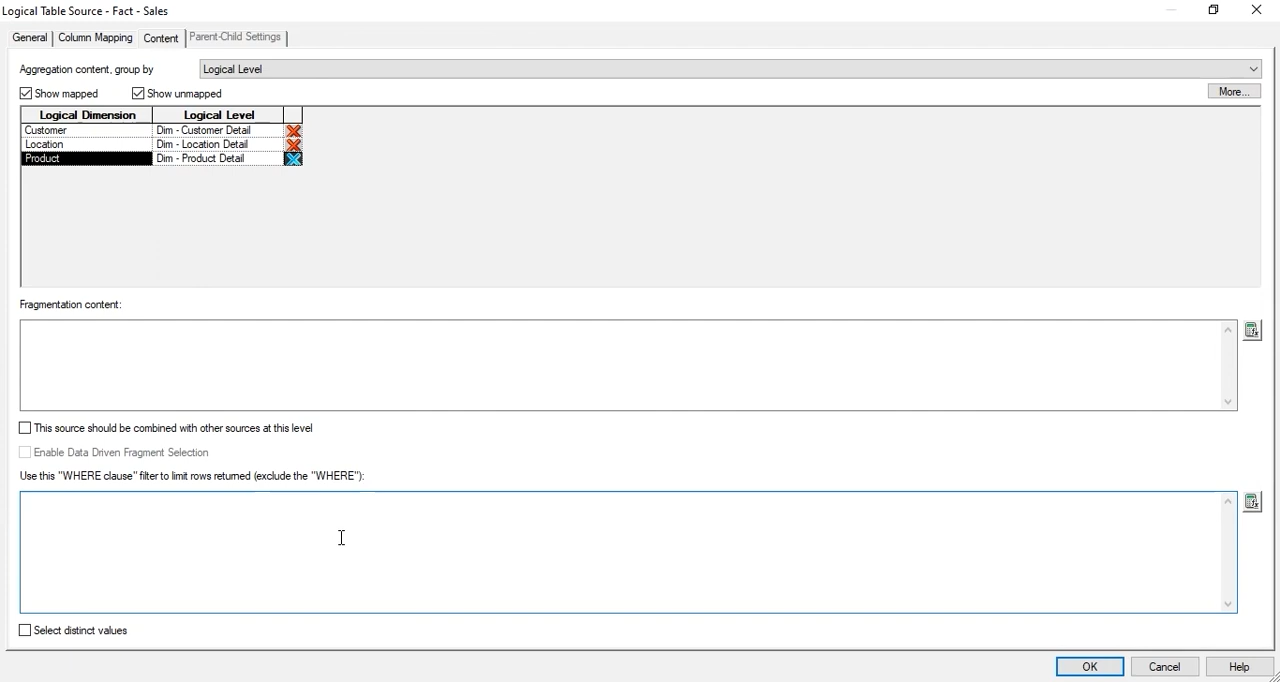 Logical Table Source - Fact - Sales
General Column Mapping Content Parent-Child Settings
Aggregation content, group by Logical Level
Show mapped Show unmapped More...
Logical Dimension Logical Level
Customer Dim - Customer Detail
Location Dim - Location Detail
Product Dim - Product Detail
Fragmentation content:
This source should be combined with other sources at this level
Enable Data Driven Fragment Selection
Use this "WHERE clause" filter to limit rows returned (exclude the "WHERE"):
Select distinct values
OK Cancel Help